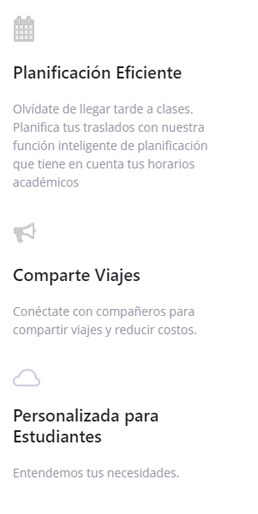 Planificación Eficiente
Olvídate de llegar tarde a clases.
Planifica tus traslados con nuestra
función inteligente de planificación
que tiene en cuenta tus horarios
académicos
Comparte Viajes
Conéctate con compañeros para
compartir viajes y reducir costos.
Personalizada para
Estudiantes
Entendemos tus necesidades.